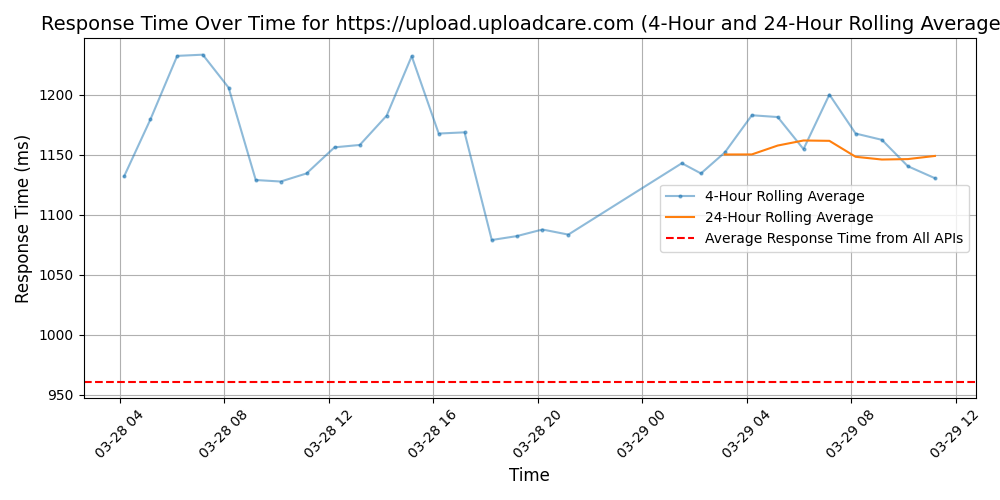 Response Time Over Time for https://upload.uploadcare.com (4-Hour and 24-Hour Rolling Average
Response Time (ms)
1200
1150
1100
1050
1000
950
4-Hour Rolling Average
24-Hour Rolling Average
Average Response Time from All APIs
03-28 04
03-28 08
03-28 12
03-28 16
03-28 20
03-29 00
03-29 04
03-29 08
03-29 12
Time